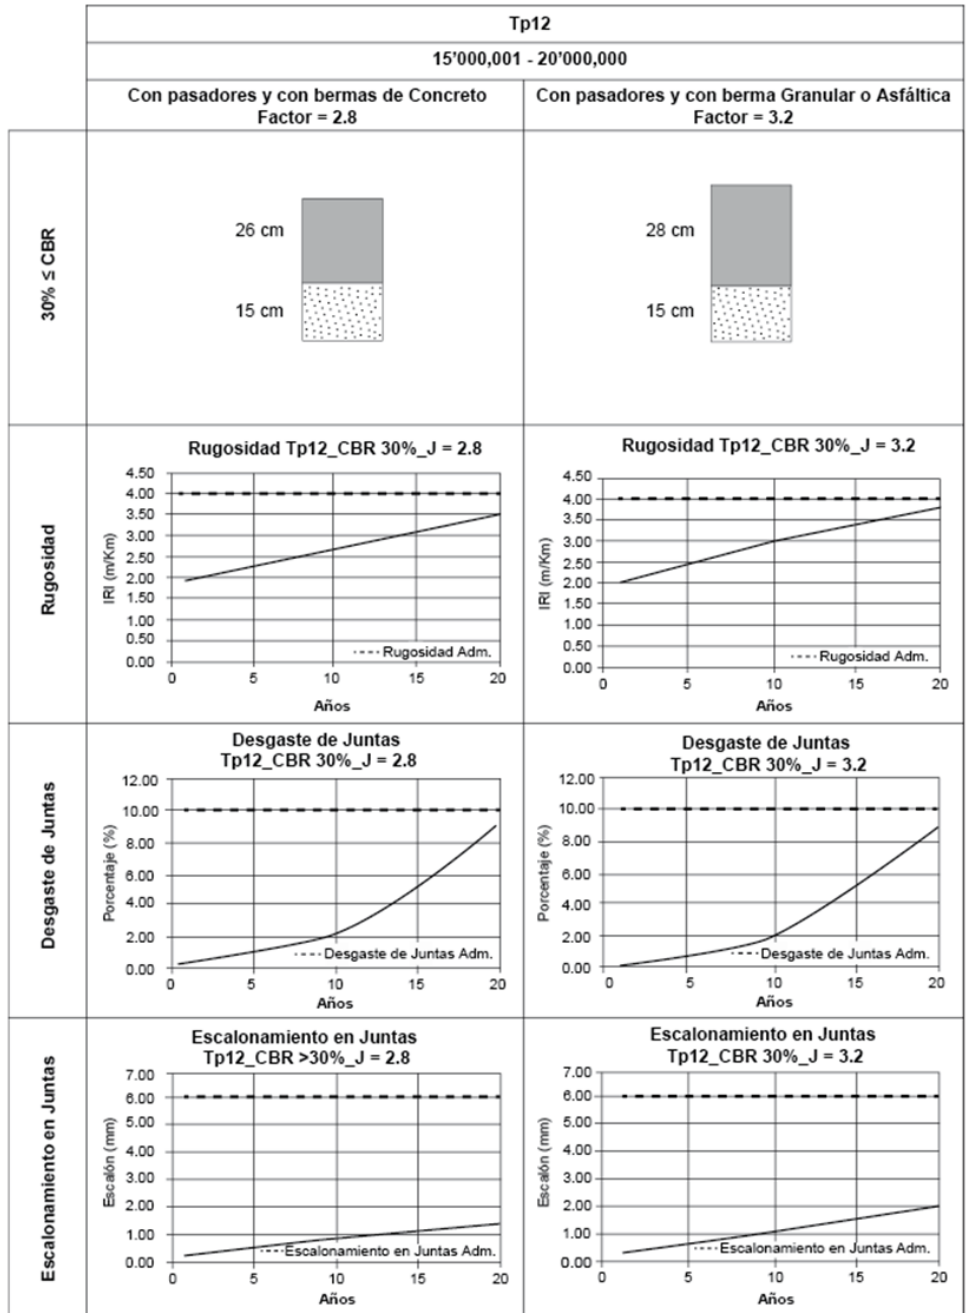 Tp12
15'000,001 - 20'000,000
Con pasadores y con bermas de Concreto
Factor = 2.8
Con pasadores y con berma Granular o Asfáltica
Factor = 3.2
30% ≤ CBR
26 cm
15 cm
28 cm
15 cm
Rugosidad
Rugosidad Tp12_CBR 30%_J = 2.8
IRI (m/Km)
4.50
4.00
3.50
3.00
2.50
2.00
1.50
1.00
0.50
0.00
Rugosidad Adm.
0 5 10 15 20
Años
Rugosidad Tp12_CBR 30%_J = 3.2
IRI (m/Km)
4.50
4.00
3.50
3.00
2.50
2.00
1.50
1.00
0.50
0.00
Rugosidad Adm.
0 5 10 15 20
Años
Desgaste de Juntas
Desgaste de Juntas
Tp12_CBR 30%_J = 2.8
Porcentaje (%)
12.00
10.00
8.00
6.00
4.00
2.00
0.00
Desgaste de Juntas Adm.
0 5 10 15 20
Años
Desgaste de Juntas
Tp12_CBR 30%_J = 3.2
Porcentaje (%)
12.00
10.00
8.00
6.00
4.00
2.00
0.00
Desgaste de Juntas Adm.
0 5 10 15 20
Años
Escalonamiento en Juntas
Escalonamiento en Juntas
Tp12_CBR >30%_J = 2.8
Escalón (mm)
7.00
6.00
5.00
4.00
3.00
2.00
1.00
0.00
Escalonamiento en Juntas Adm.
0 5 10 15 20
Años
Escalonamiento en Juntas
Tp12_CBR 30%_J = 3.2
Escalón (mm)
7.00
6.00
5.00
4.00
3.00
2.00
1.00
0.00
Escalonamiento en Juntas Adm.
0 5 10 15 20
Años